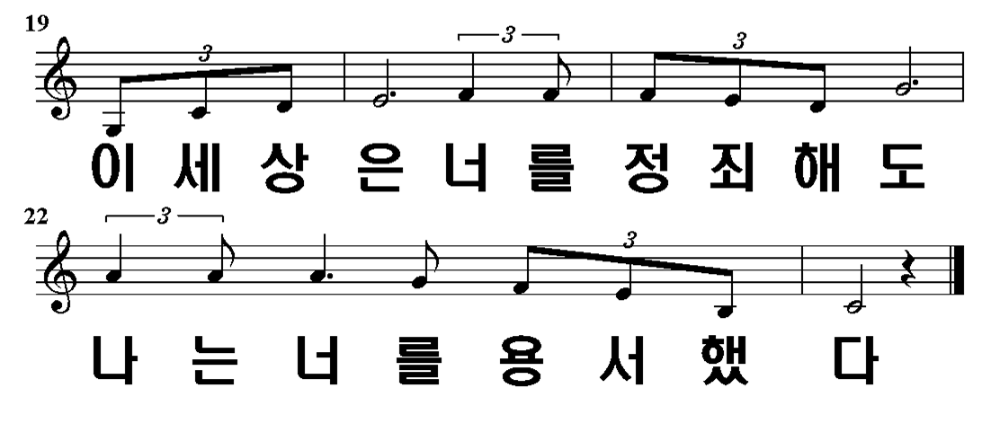 19
3 3 3
이 세 상 은 너 를 정 죄 해 도
22
3 3
나 는 너 를 용 서 했 다